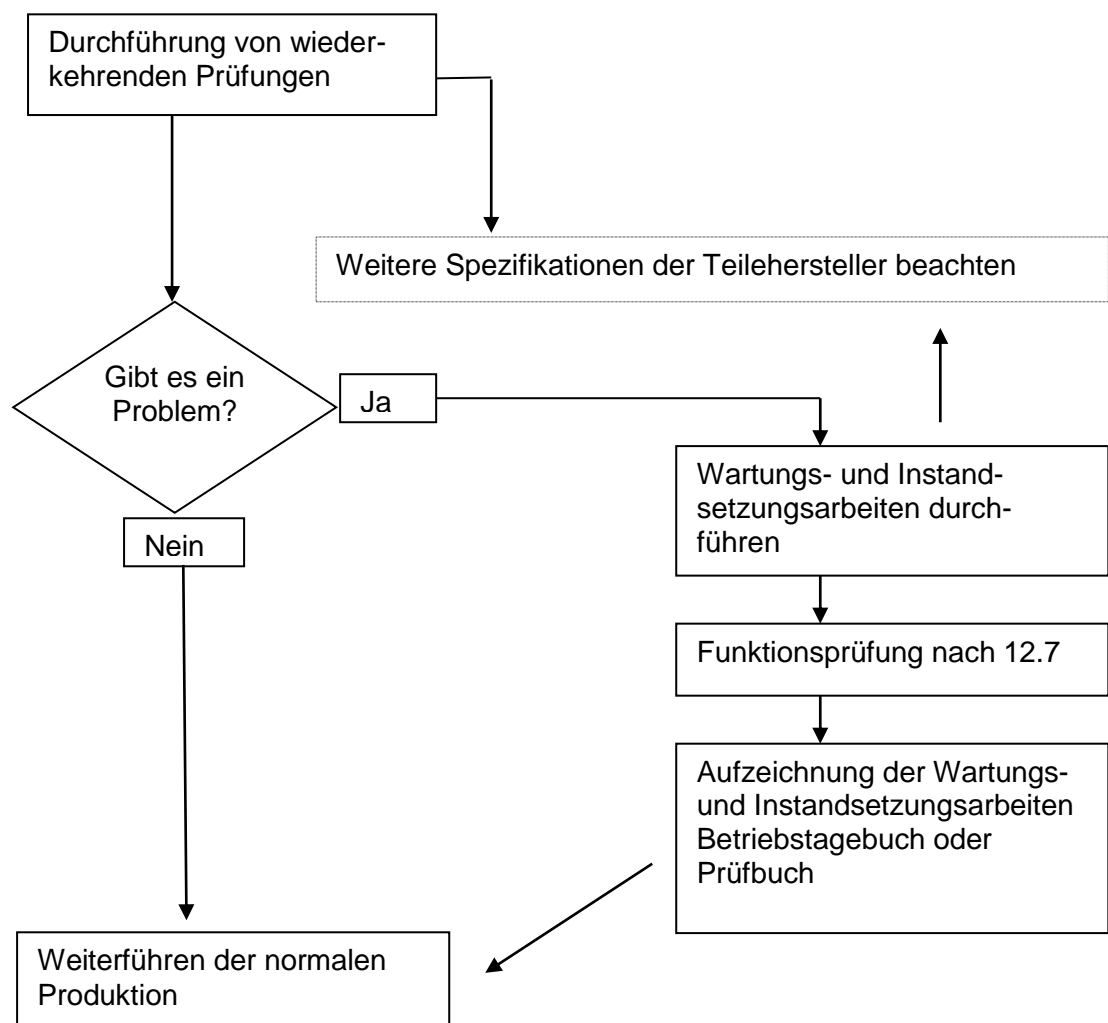 Durchführung von wieder-
kehrenden Prüfungen
Weitere Spezifikationen der Teilehersteller beachten
Gibt es ein
Problem?
Ja
Wartungs- und Instand-
setzungsarbeiten durch-
führen
Nein
Funktionsprüfung nach 12.7
Aufzeichnung der Wartungs-
und Instandsetzungsarbeiten
Betriebstagebuch oder
Prüfbuch
Weiterführen der normalen
Produktion